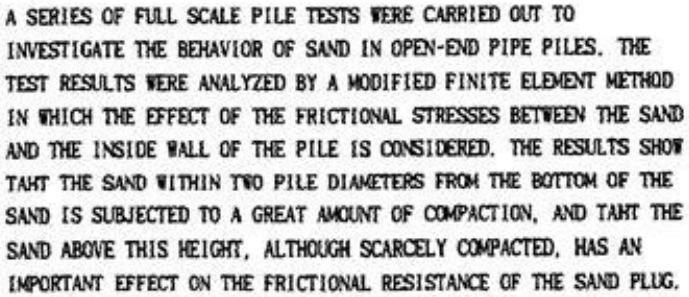 A SERIES OF FULL SCALE PILE TESTS WERE CARRIED OUT TO
INVESTIGATE THE BEHAVIOR OF SAND IN OPEN-END PIPE PILES. THE
TEST RESULTS WERE ANALYZED BY A MODIFIED FINITE ELEMENT METHOD
IN WHICH THE EFFECT OF THE FRICTIONAL STRESSES BETWEEN THE SAND
AND THE INSIDE WALL OF THE PILE IS CONSIDERED. THE RESULTS SHOW
TAHT THE SAND WITHIN TWO PILE DIAMETERS FROM THE BOTTOM OF THE
SAND IS SUBJECTED TO A GREAT AMOUNT OF COMPACTION, AND TAHT THE
SAND ABOVE THIS HEIGHT, ALTHOUGH SCARCELY COMPACTED, HAS AN
IMPORTANT EFFECT ON THE FRICTIONAL RESISTANCE OF THE SAND PLUG.